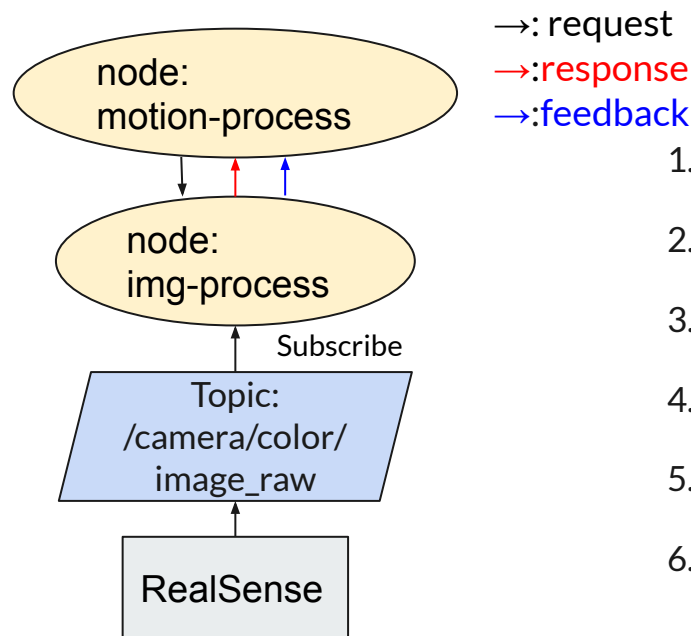 →: request
→:response
→:feedback
node:
motion-process
node:
img-process
Subscribe
Topic:
/camera/color/
image_raw
RealSense
1.
2.
3.
4.
5.
6.